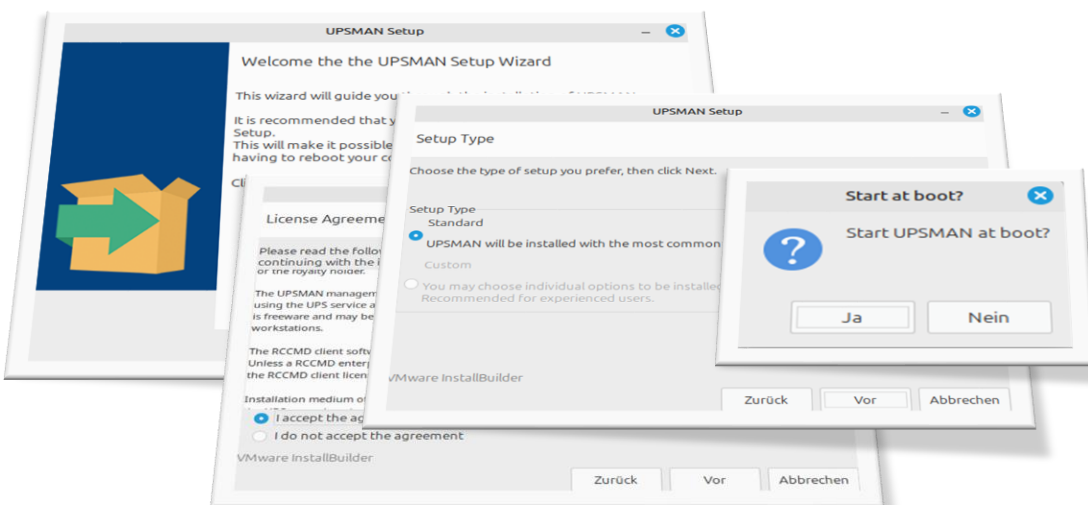 UPSMAN Setup
Welcome the the UPSMAN Setup Wizard
This wizard will guide you
It is recommended that
Setup.
This will make it possible
having to reboot your
License Agreeme
Please read the follo
continuing with the
or the royalty holder.
The UPSMAN managem
using the UPS service a
is freeware and may be
workstations.
The RCCMD client soft
Unless a RCCMD enter
the RCCMD client licen
Installation medium o
I accept the ag
I do not accept the agreement
VMware InstallBuilder
Zurück Vor Abbrechen
UPSMAN Setup
Setup Type
Choose the type of setup you prefer, then click Next.
Setup Type
Standard
UPSMAN will be installed with the most common
Custom
You may choose individual options to be installed
Recommended for experienced users.
VMware InstallBuilder
Zurück Vor Abbrechen
Start at boot?
Start UPSMAN at boot?
Ja Nein